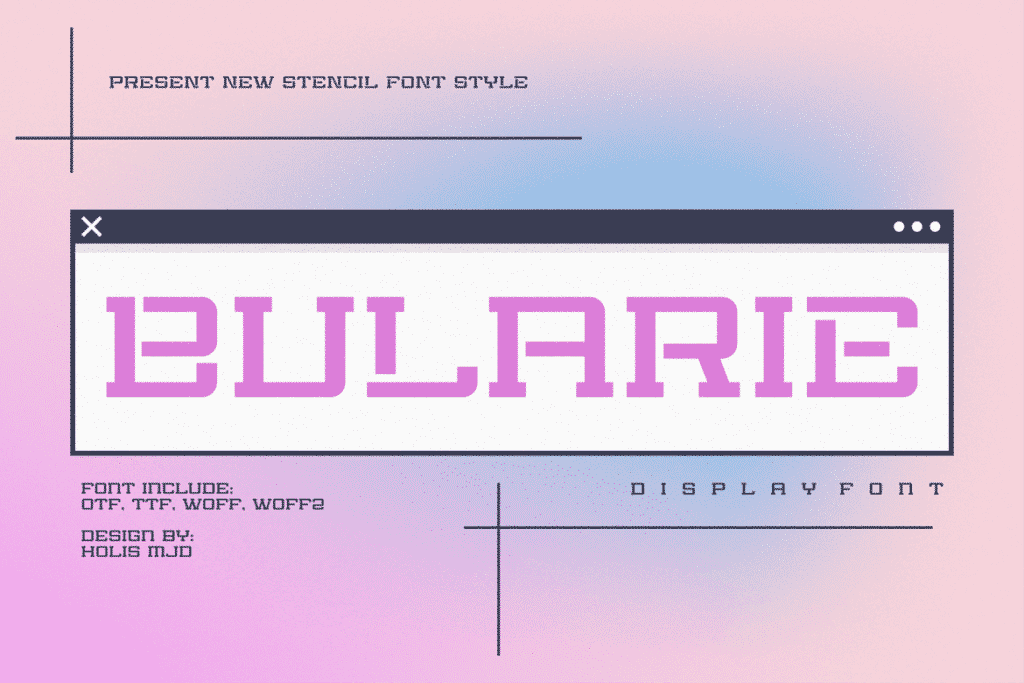 PRESENT NEW STENCIL FONT STYLE
BULARIE
FONT INCLUDE:
OTF, TTF, WOFF, WOFF2
DISPLAY FONT
DESIGN BY:
HOLIS MJD